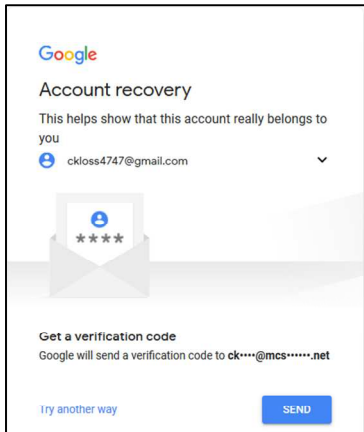 Google
Account recovery
This helps show that this account really belongs to
you
ckloss4747@gmail.com
****
Get a verification code
Google will send a verification code to ck••••@mcs••••••.net
Try another way
SEND